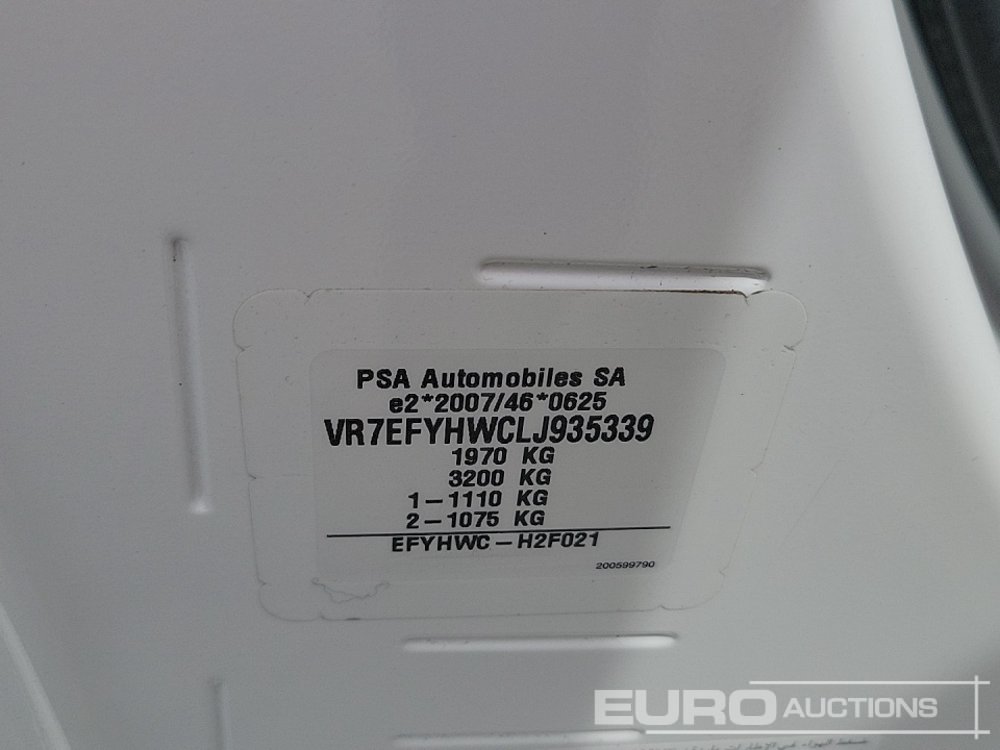 PSA Automobiles SA
e2*2007/46*0625
VR7EFYHWCLJ935339
1970 KG
3200 KG
1-1110 KG
2-1075 KG
EFYHWC-H2F021
200599790
EURO AUCTIONS